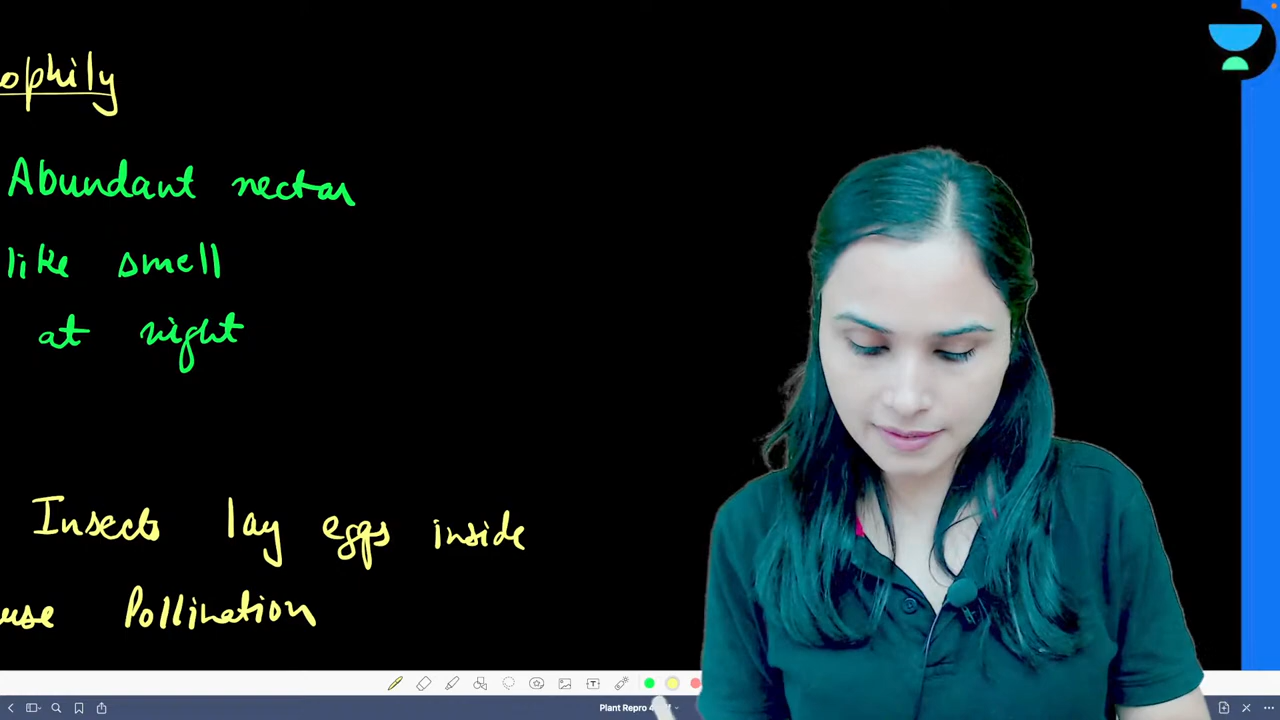 ophily
Abundant nectar
like smell
at night
Insects lay eggs inside
use Pollination
Plant Repro